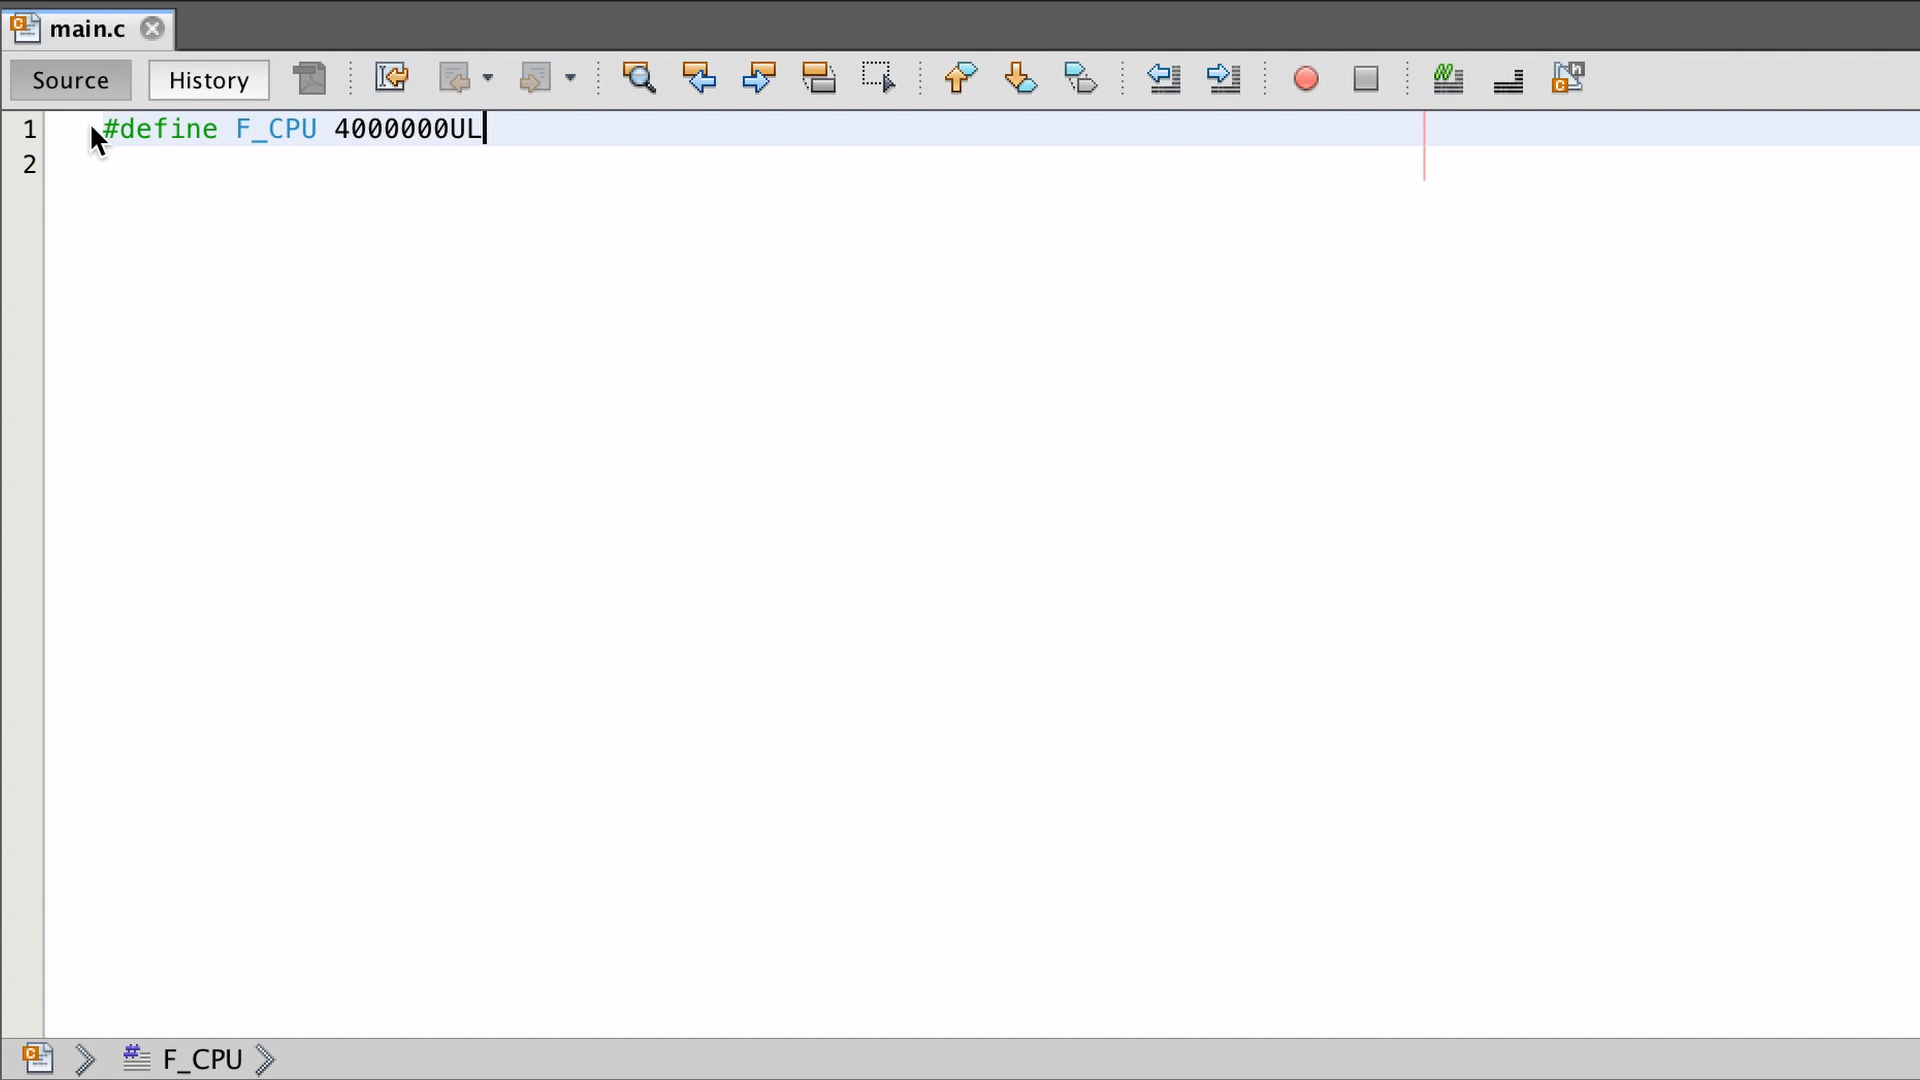 main.c
Source History
1 #define F_CPU 4000000UL
2
F_CPU